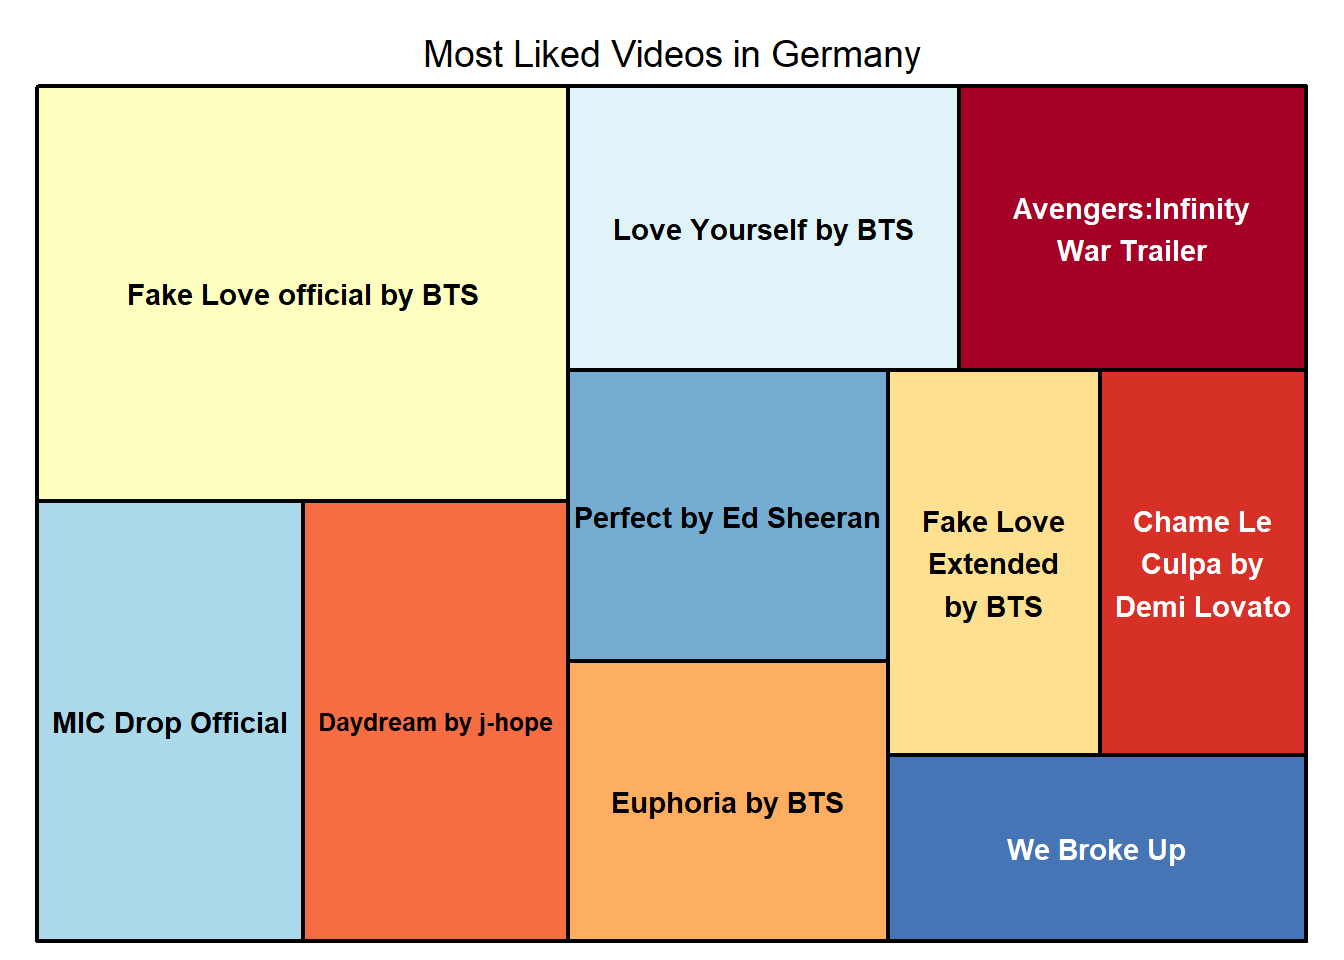 Most Liked Videos in Germany
Fake Love official by BTS
Love Yourself by BTS
Avengers:Infinity
War Trailer
Perfect by Ed Sheeran
Fake Love
Extended
by BTS
Chame Le
Culpa by
Demi Lovato
MIC Drop Official
Daydream by j-hope
Euphoria by BTS
We Broke Up